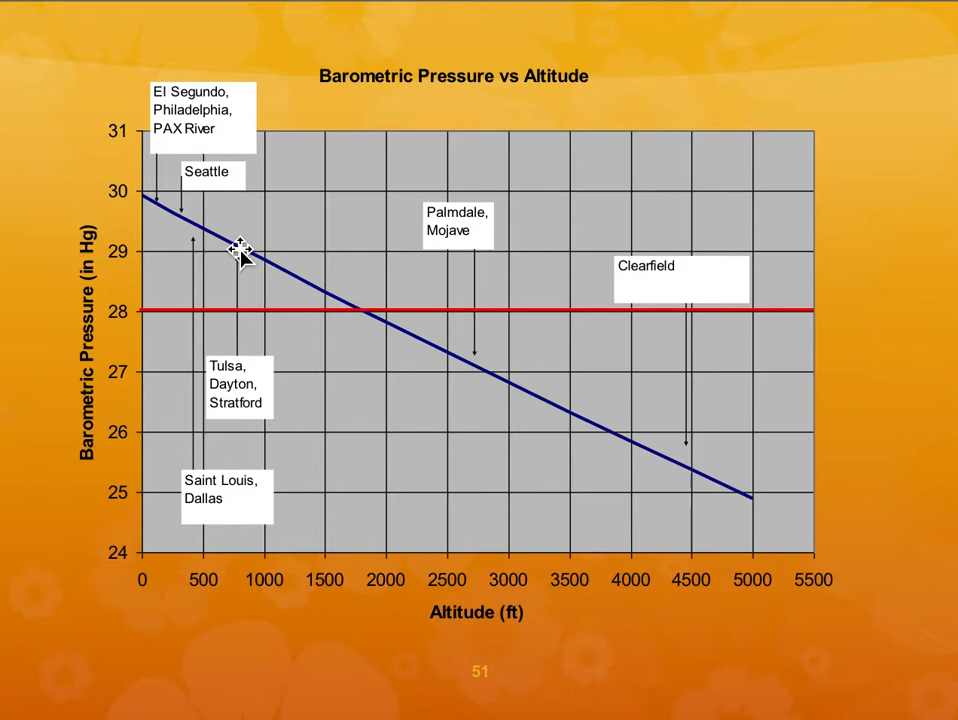 Barometric Pressure vs Altitude
El Segundo,
Philadelphia,
PAX River
Seattle
Palmdale,
Mojave
Clearfield
Tulsa,
Dayton,
Stratford
Saint Louis,
Dallas
Barometric Pressure (in Hg)
31
30
29
28
27
26
25
24
0 500 1000 1500 2000 2500 3000 3500 4000 4500 5000 5500
Altitude (ft)
51